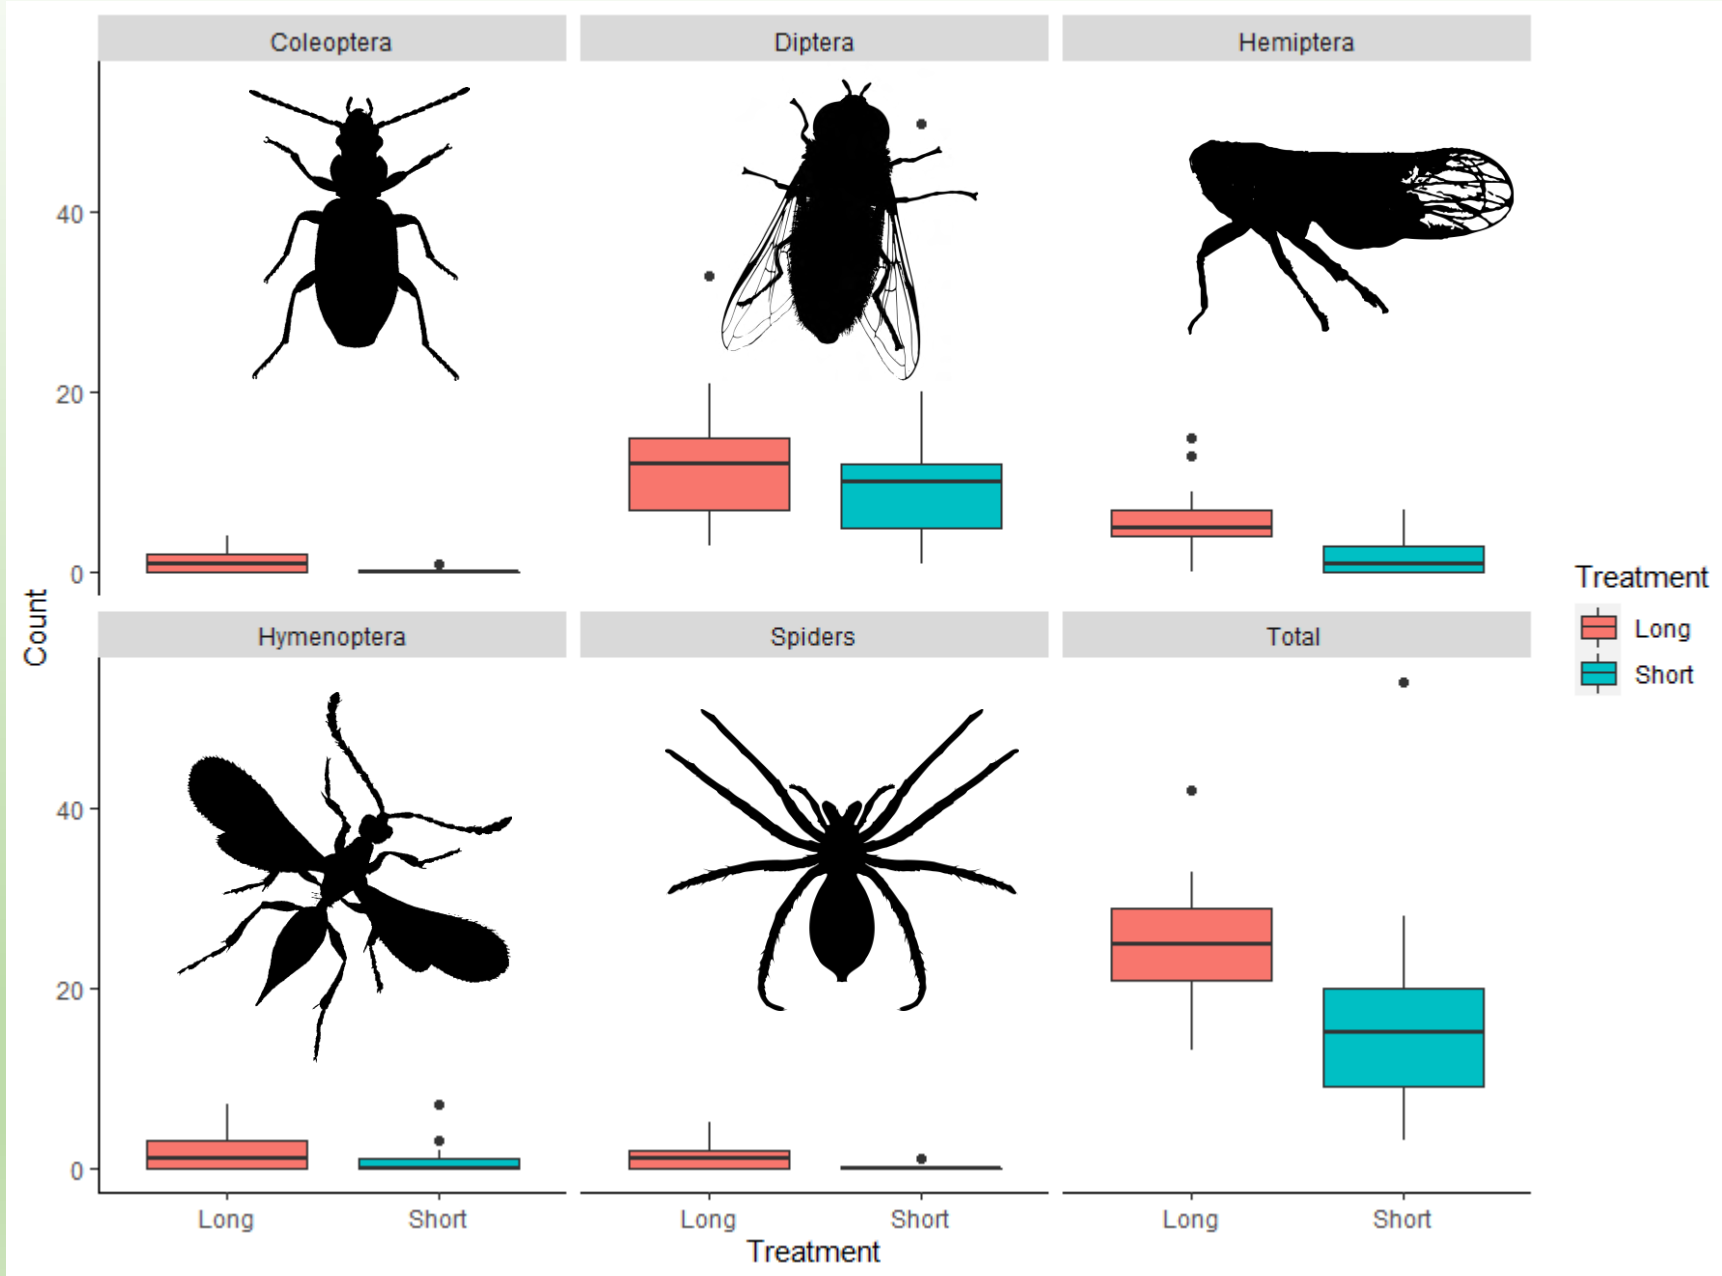 Coleoptera
Diptera
Hemiptera
40
20
0
Count
Hymenoptera
Spiders
Total
40
20
0
Long
Short
Long
Short
Long
Short
Treatment
Treatment
Long
Short